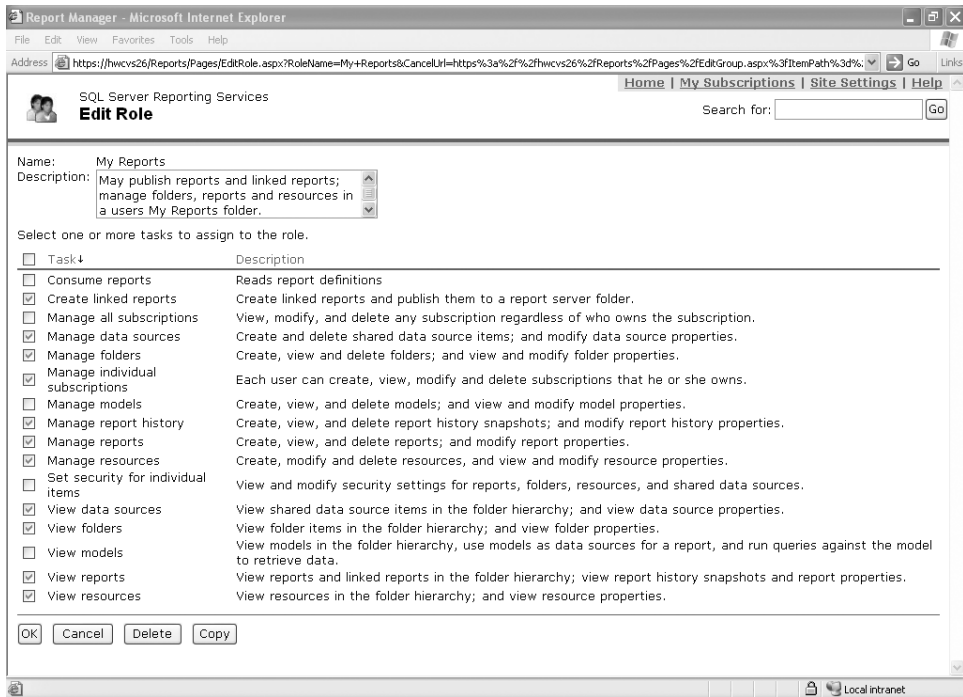 Report Manager - Microsoft Internet Explorer
File Edit View Favorites Tools Help
Address https://hwcvs26/Reports/Pages/EditRole.aspx?RoleName=My+Reports&CancelUrl=https%3a%2f%2fhwcvs26%2fReports%2fPages%2fEditGroup.aspx%3fItemPath%3d%: Go Links
Home | My Subscriptions | Site Settings | Help
SQL Server Reporting Services
Edit Role
Search for: Go
Name: My Reports
Description: May publish reports and linked reports;
manage folders, reports and resources in
a users My Reports folder.
Select one or more tasks to assign to the role.
Task↓ Description
Consume reports Reads report definitions
Create linked reports Create linked reports and publish them to a report server folder.
Manage all subscriptions View, modify, and delete any subscription regardless of who owns the subscription.
Manage data sources Create and delete shared data source items; and modify data source properties.
Manage folders Create, view and delete folders; and view and modify folder properties.
Manage individual
subscriptions Each user can create, view, modify and delete subscriptions that he or she owns.
Manage models Create, view, and delete models; and view and modify model properties.
Manage report history Create, view, and delete report history snapshots; and modify report history properties.
Manage reports Create, view, and delete reports; and modify report properties.
Manage resources Create, modify and delete resources, and view and modify resource properties.
Set security for individual
items View and modify security settings for reports, folders, resources, and shared data sources.
View data sources View shared data source items in the folder hierarchy; and view data source properties.
View folders View folder items in the folder hierarchy; and view folder properties.
View models View models in the folder hierarchy, use models as data sources for a report, and run queries against the model
to retrieve data.
View reports View reports and linked reports in the folder hierarchy; view report history snapshots and report properties.
View resources View resources in the folder hierarchy; and view resource properties.
OK Cancel Delete Copy
Local intranet